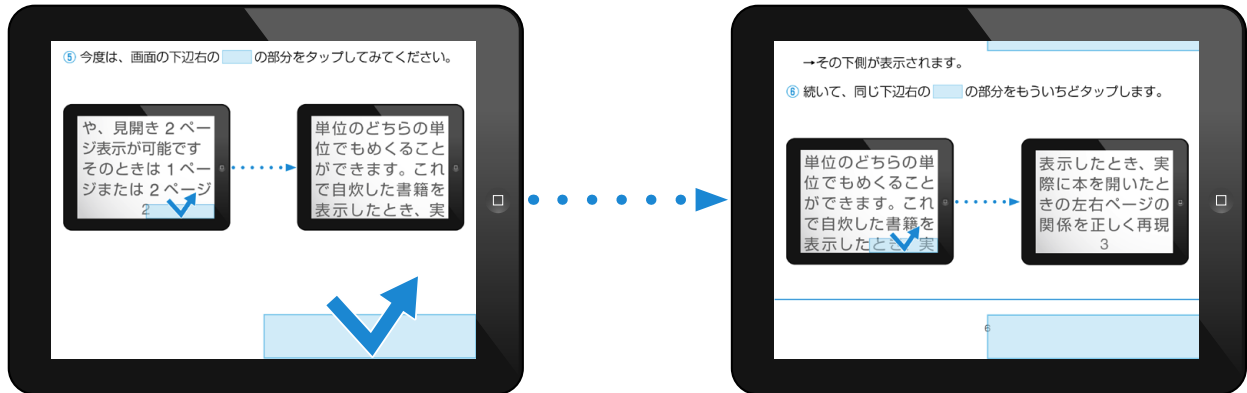 ⑤ 今度は、画面の下辺右の の部分をタップしてみてください。
や、見開き 2 ペー
ジ表示が可能です
そのときは 1 ペー
ジまたは 2 ページ
2
単位のどちらの単
位でもめくること
ができます。これ
で自炊した書籍を
表示したとき、実
→その下側が表示されます。
⑥ 続いて、同じ下辺右の の部分をもういちどタップします。
単位のどちらの単
位でもめくること
ができます。これ
で自炊した書籍を
表示したとき、実
表示したとき、実
際に本を開いたと
きの左右ページの
関係を正しく再現
3
6